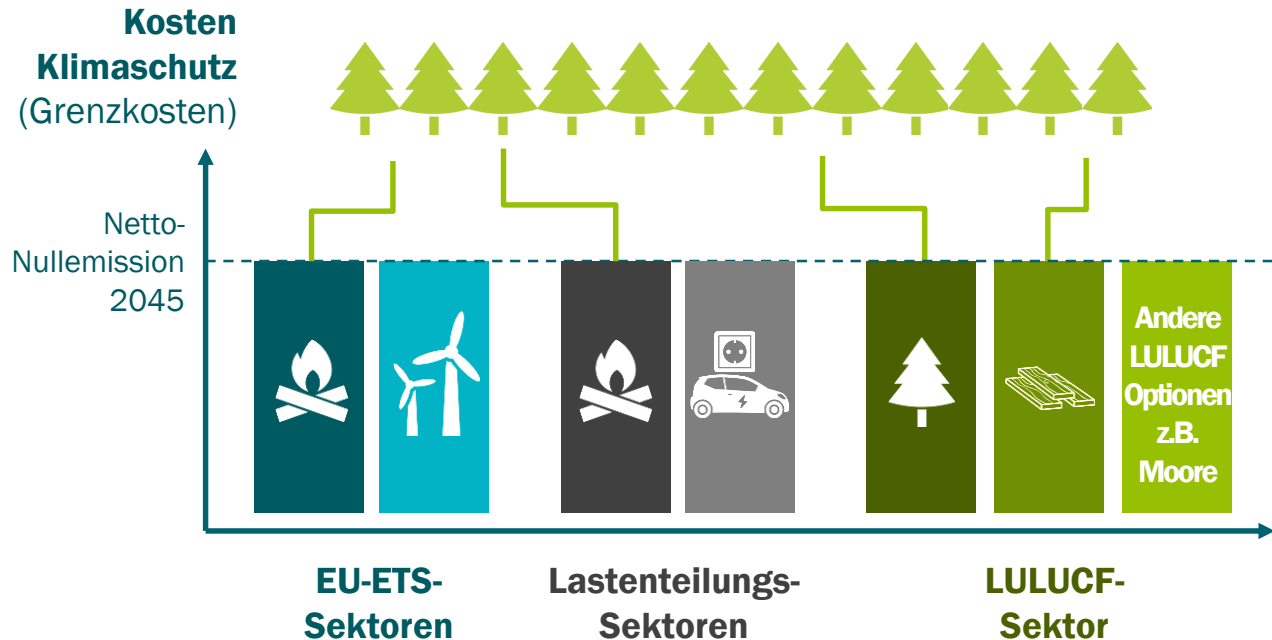 Kosten
Klimaschutz
(Grenzkosten)
Netto-
Nullemission
2045
Andere
LULUCF
Optionen
z.B.
Moore
EU-ETS-
Sektoren
Lastenteilungs-
Sektoren
LULUCF-
Sektor